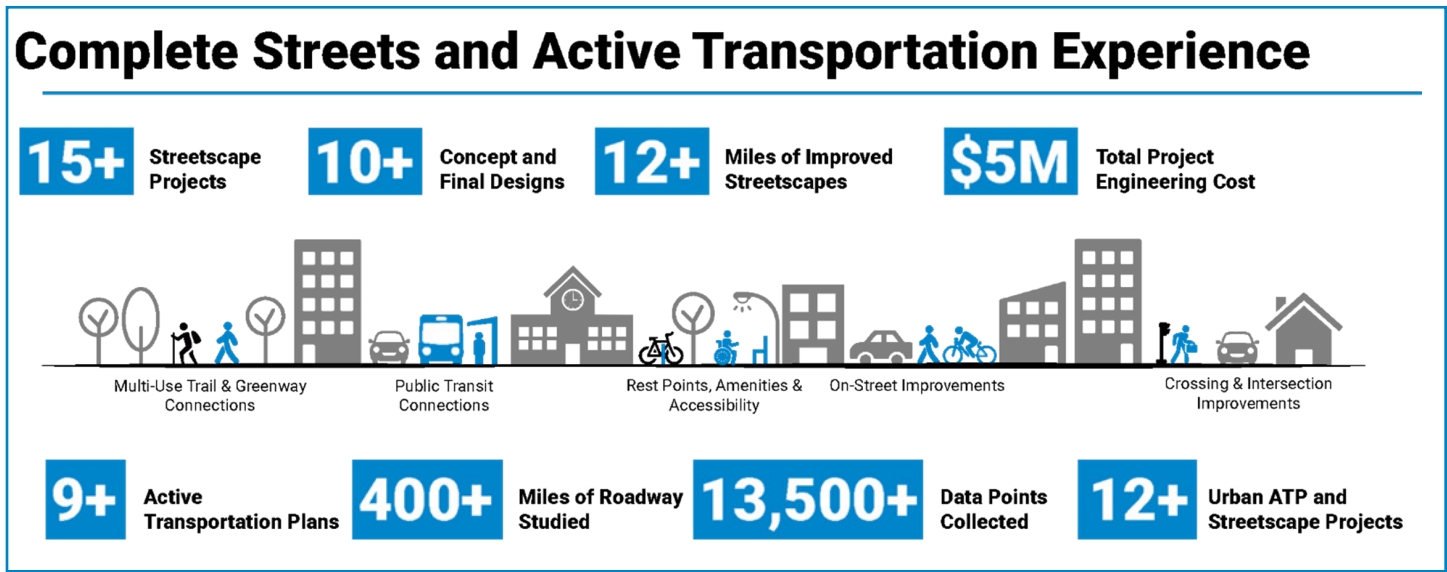 Complete Streets and Active Transportation Experience
15+
Streetscape
Projects
10+
Concept and
Final Designs
12+
Miles of Improved
Streetscapes
$5M
Total Project
Engineering Cost
Multi-Use Trail & Greenway
Connections
Public Transit
Connections
Rest Points, Amenities &
Accessibility
On-Street Improvements
Crossing & Intersection
Improvements
9+
Active
Transportation Plans
400+
Miles of Roadway
Studied
13,500+
Data Points
Collected
12+
Urban ATP and
Streetscape Projects